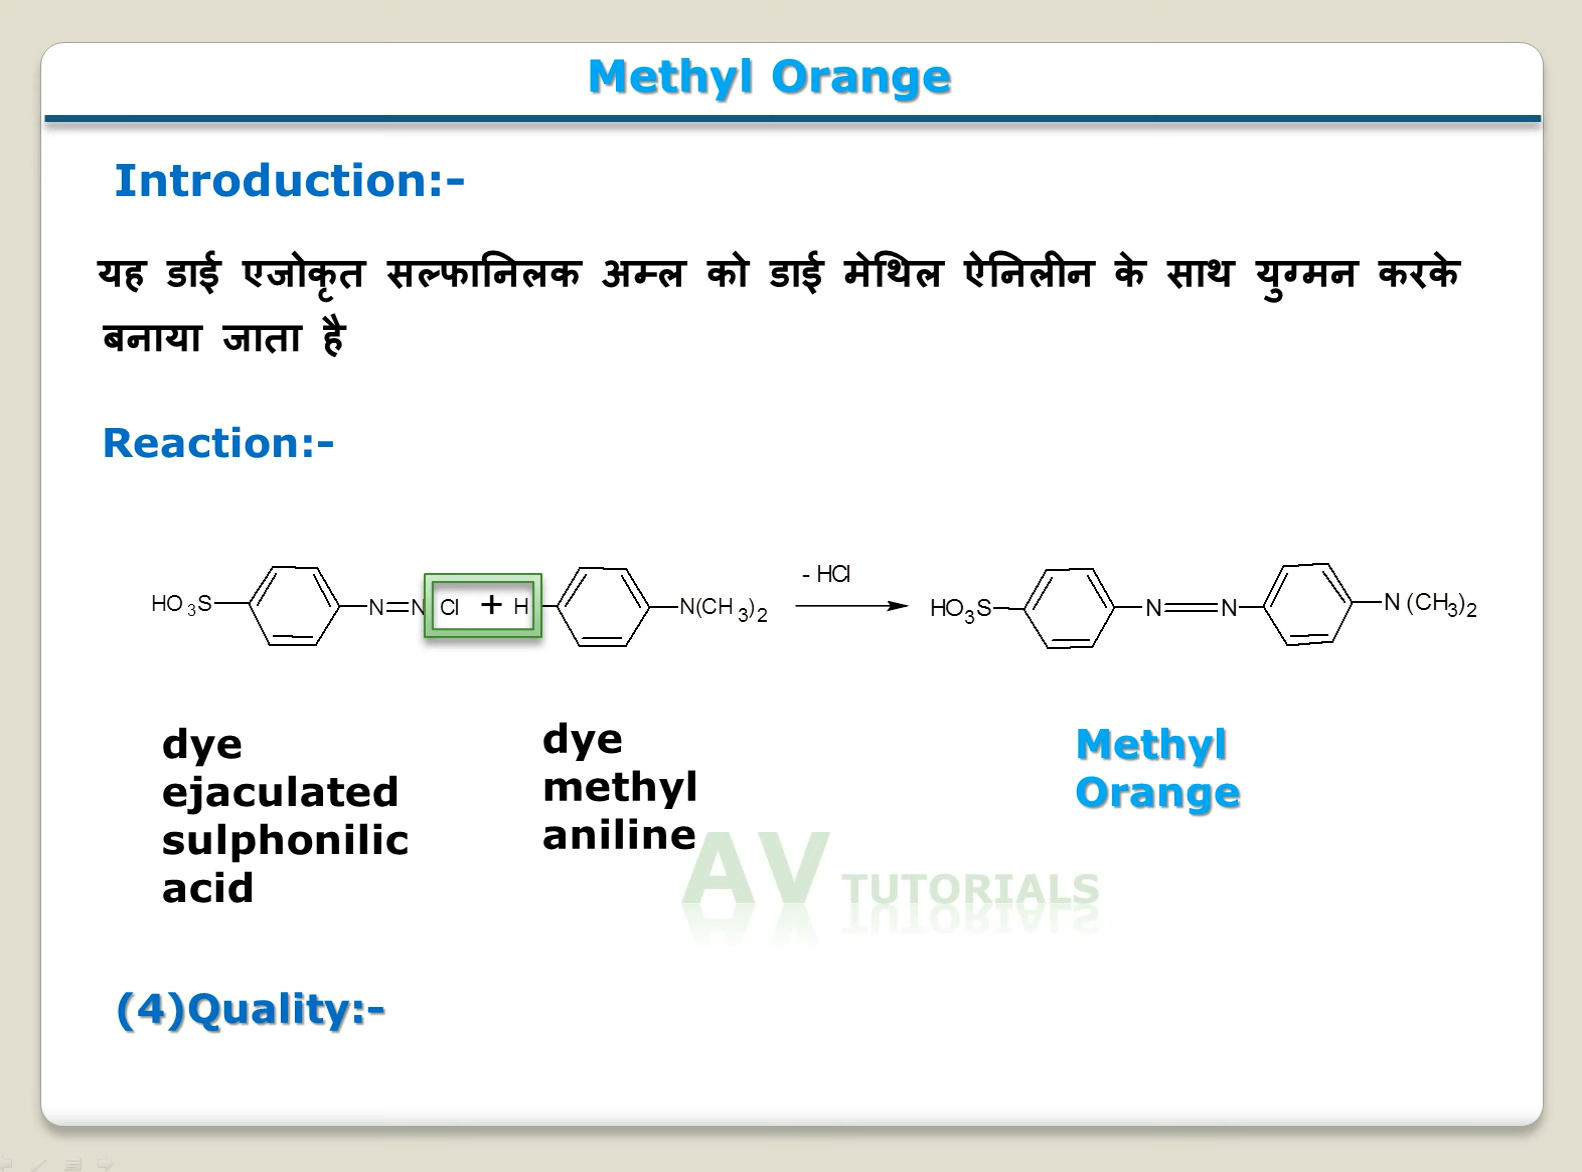 Methyl Orange
Introduction:-
यह डाई एजोकृत सल्फानिलक अम्ल को डाई मेथिल ऐनिलीन के साथ युग्मन करके
बनाया जाता है
Reaction:-
HO3S N=N Cl + H N(CH3)2 - HCl HO3S N=N N(CH3)2
dye
ejaculated
sulphonilic
acid
dye
methyl
aniline
Methyl
Orange
AV TUTORIALS
(4)Quality:-